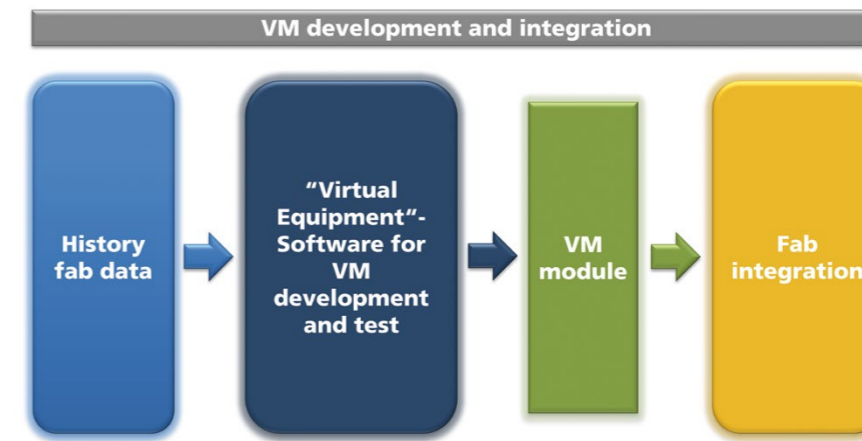 VM development and integration
History
fab data
“Virtual
Equipment“-
Software for
VM
development
and test
VM
module
Fab
integration